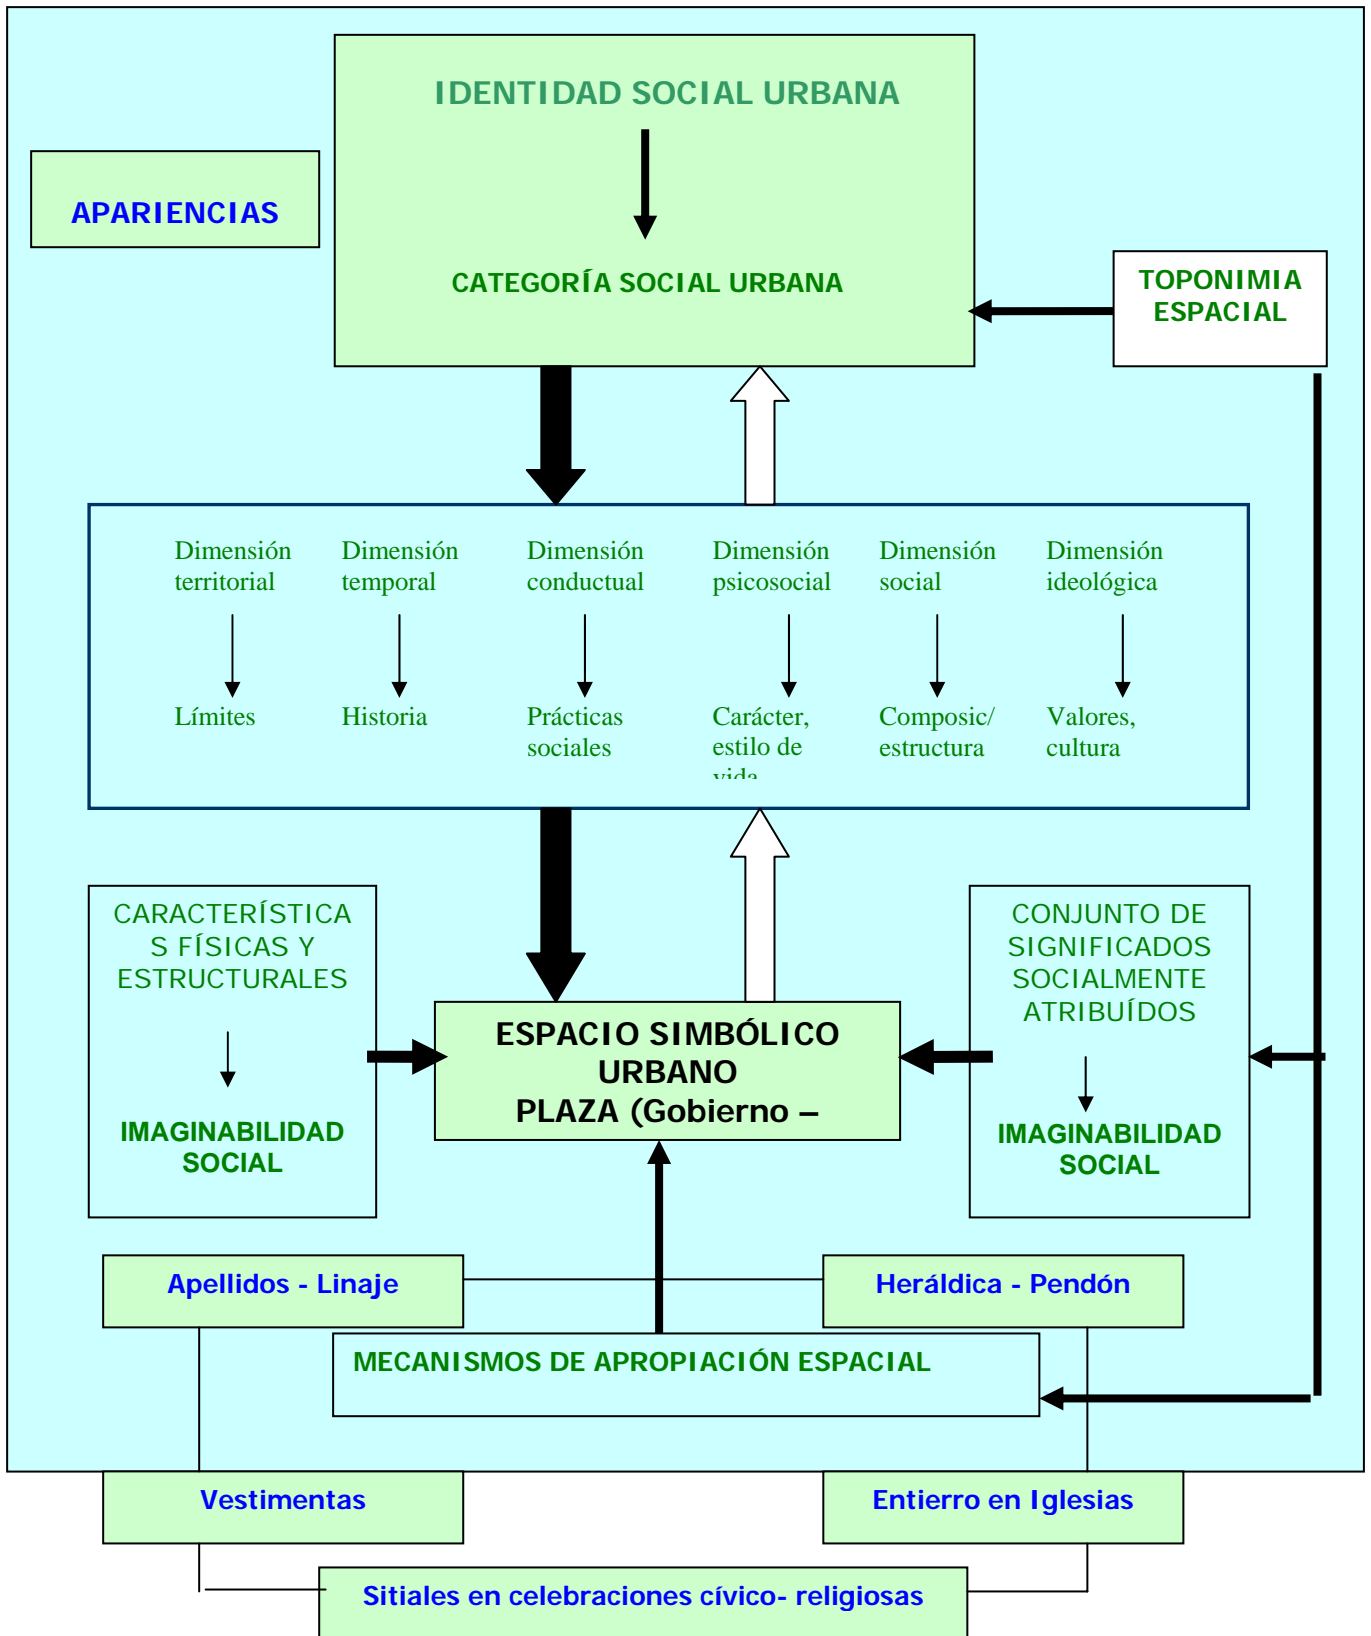 IDENTIDAD SOCIAL URBANA
APARIENCIAS
CATEGORÍA SOCIAL URBANA
TOPONIMIA
ESPACIAL
Dimensión
territorial
Dimensión
temporal
Dimensión
conductual
Dimensión
psicosocial
Dimensión
social
Dimensión
ideológica
Límites
Historia
Prácticas
sociales
Carácter,
estilo de
vida
Composic/
estructura
Valores,
cultura
CARACTERÍSTICA
S FÍSICAS Y
ESTRUCTURALES
IMAGINABILIDAD
SOCIAL
ESPACIO SIMBÓLICO
URBANO
PLAZA (Gobierno –
CONJUNTO DE
SIGNIFICADOS
SOCIALMENTE
ATRIBUÍDOS
IMAGINABILIDAD
SOCIAL
Apellidos - Linaje
Heráldica - Pendón
MECANISMOS DE APROPIACIÓN ESPACIAL
Vestimentas
Entierro en Iglesias
Sitiales en celebraciones cívico- religiosas